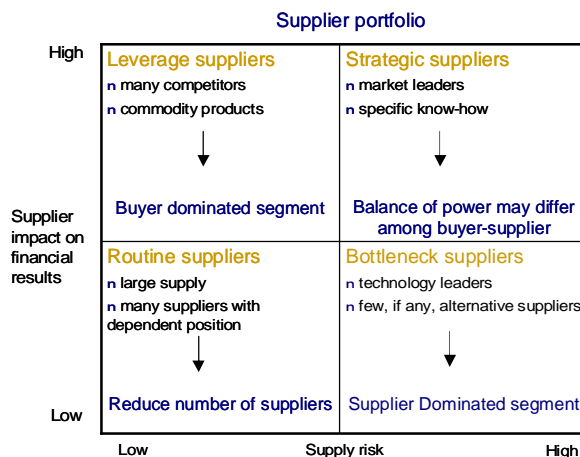 Supplier portfolio
High
Leverage suppliers
n many competitors
n commodity products
Buyer dominated segment
Strategic suppliers
n market leaders
n specific know-how
Balance of power may differ
among buyer-supplier
Supplier
impact on
financial
results
Routine suppliers
n large supply
n many suppliers with
dependent position
Reduce number of suppliers
Bottleneck suppliers
n technology leaders
n few, if any, alternative suppliers
Supplier Dominated segment
Low
Low
Supply risk
High